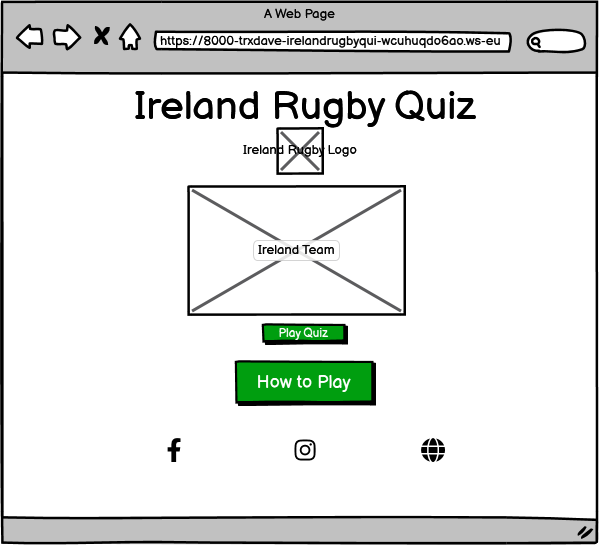 A Web Page
https://8000-trxdave-irelandrugbyqui-wcuhuqdo6ao.ws-eu
Ireland Rugby Quiz
Ireland Rugby Logo
Ireland Team
Play Quiz
How to Play